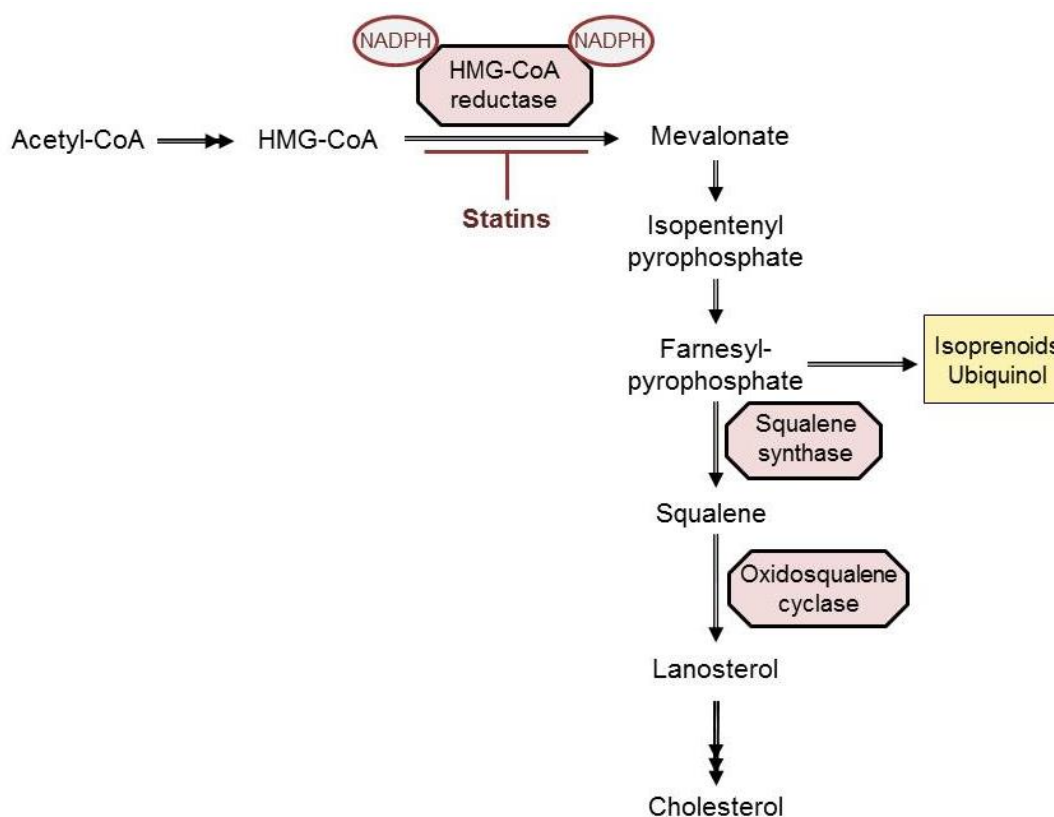 NADPH
NADPH
HMG-CoA
reductase
Acetyl-CoA
HMG-CoA
Mevalonate
Statins
Isopentenyl
pyrophosphate
Farnesyl-
pyrophosphate
Isoprenoids
Ubiquinol
Squalene
synthase
Squalene
Oxidosqualene
cyclase
Lanosterol
Cholesterol